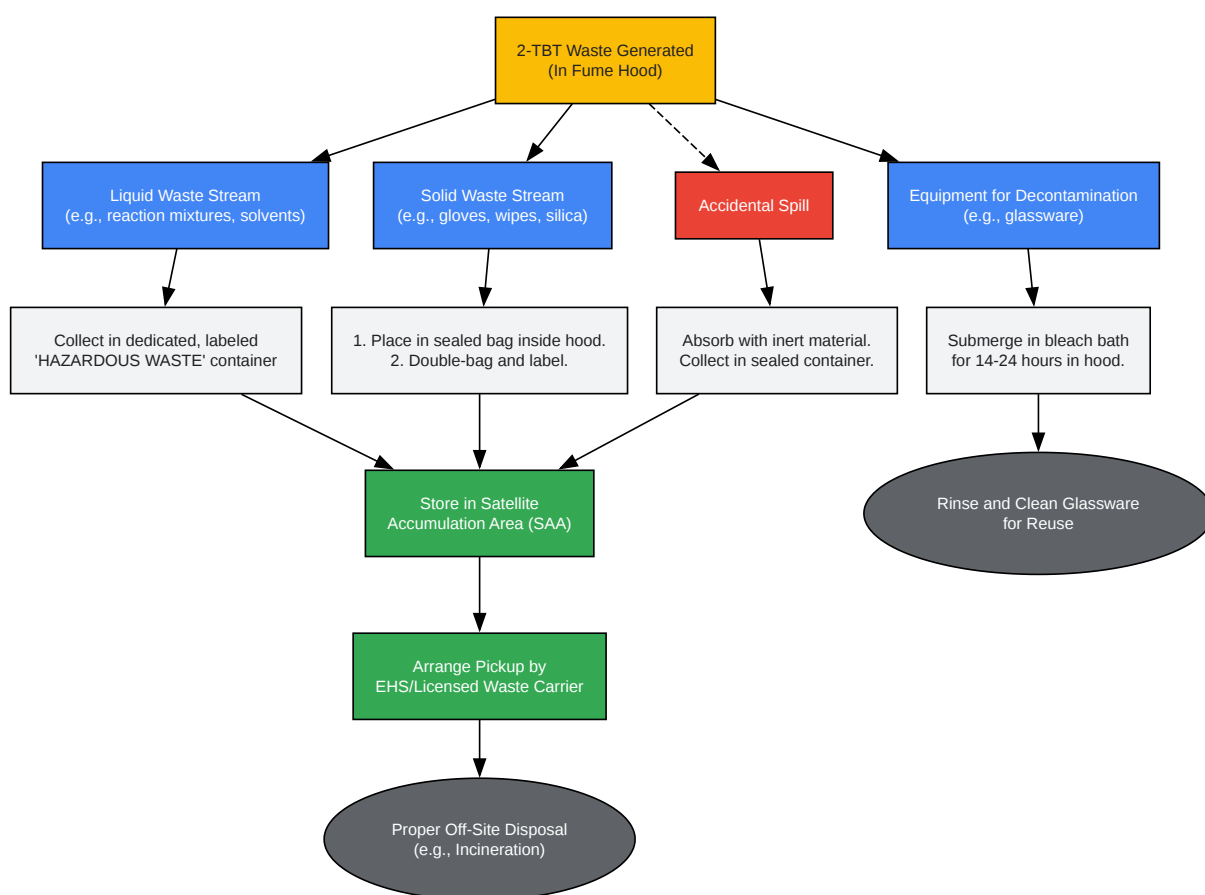 2-TBT Waste Generated
(In Fume Hood)
Liquid Waste Stream
(e.g., reaction mixtures, solvents)
Solid Waste Stream
(e.g., gloves, wipes, silica)
Accidental Spill
Equipment for Decontamination
(e.g., glassware)
Collect in dedicated, labeled
'HAZARDOUS WASTE' container
1. Place in sealed bag inside hood.
2. Double-bag and label.
Absorb with inert material.
Collect in sealed container.
Submerge in bleach bath
for 14-24 hours in hood.
Store in Satellite
Accumulation Area (SAA)
Rinse and Clean Glassware
for Reuse
Arrange Pickup by
EHS/Licensed Waste Carrier
Proper Off-Site Disposal
(e.g., Incineration)